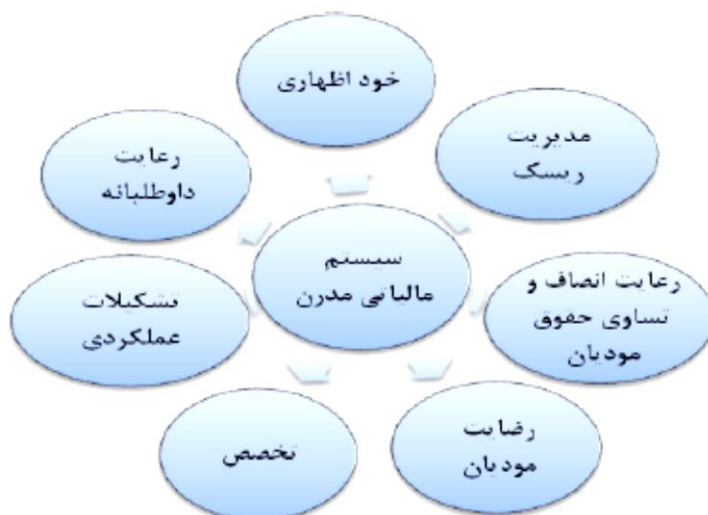 خود اظهاری
مدیریت
ریسک
رعایت انصاف و
تساوی حقوق
مودیان
رضایت
مودیان
تخصص
تشکیلات
عملکردی
رعایت
داوطلبانه
سیستم
مالیاتی مدرن